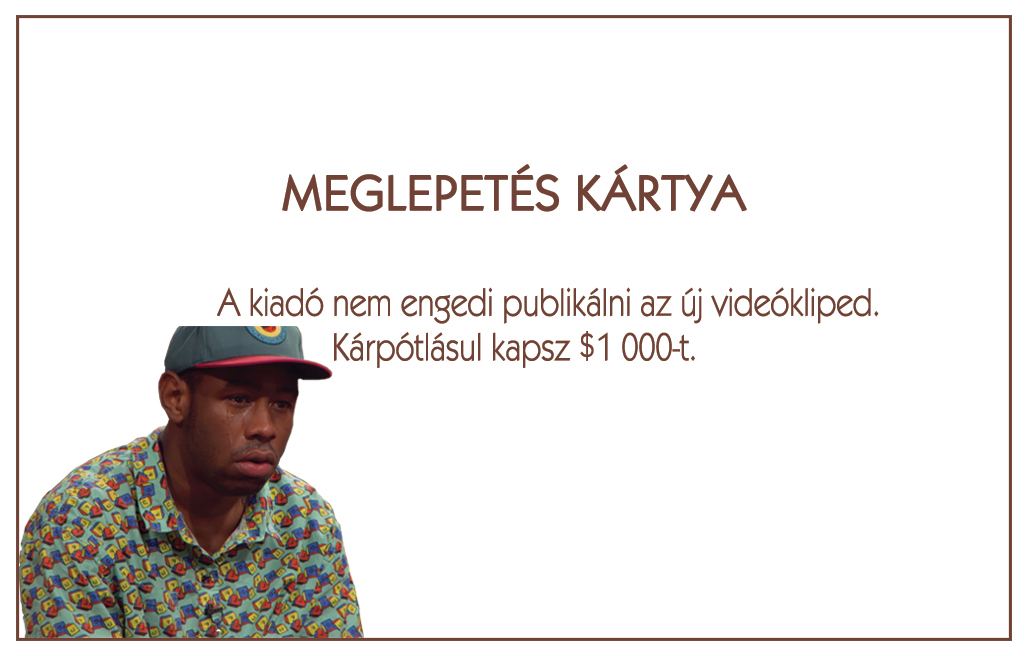 MEGLEPETÉS KÁRTYA
A kiadó nem engedi publikálni az új videókliped.
Kárpótlásul kapsz $1 000-t.